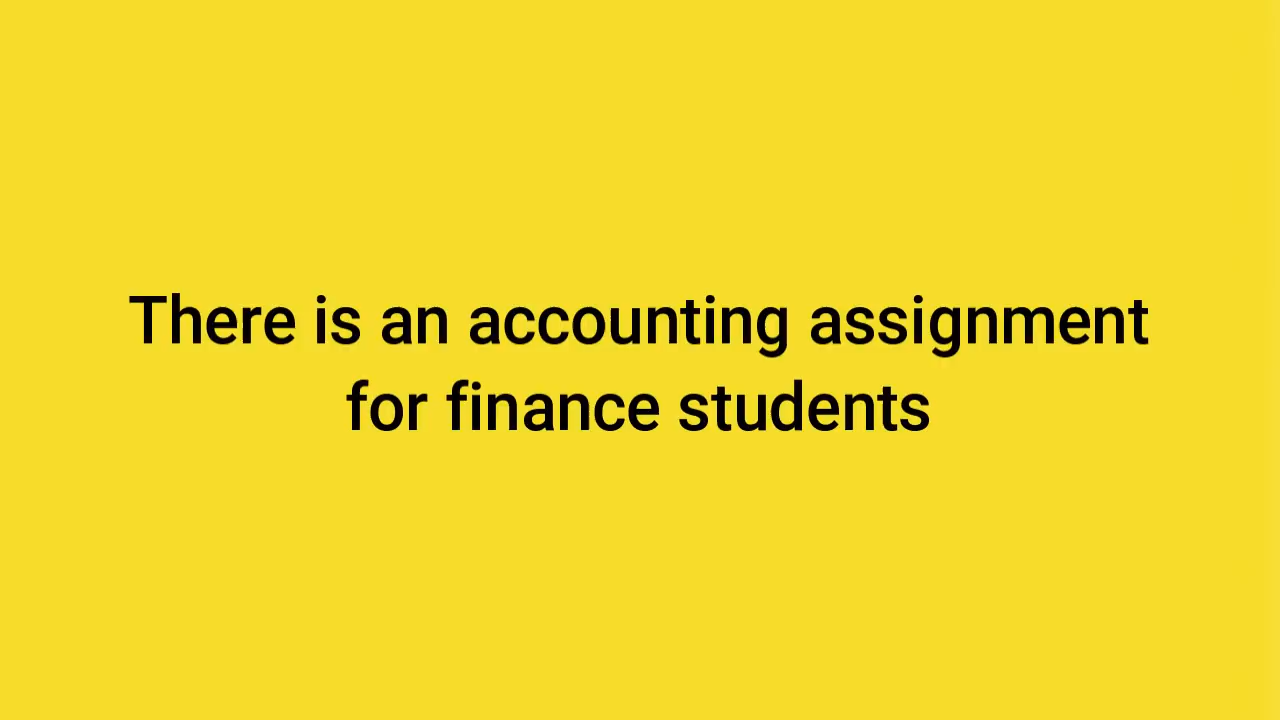 There is an accounting assignment
for finance students